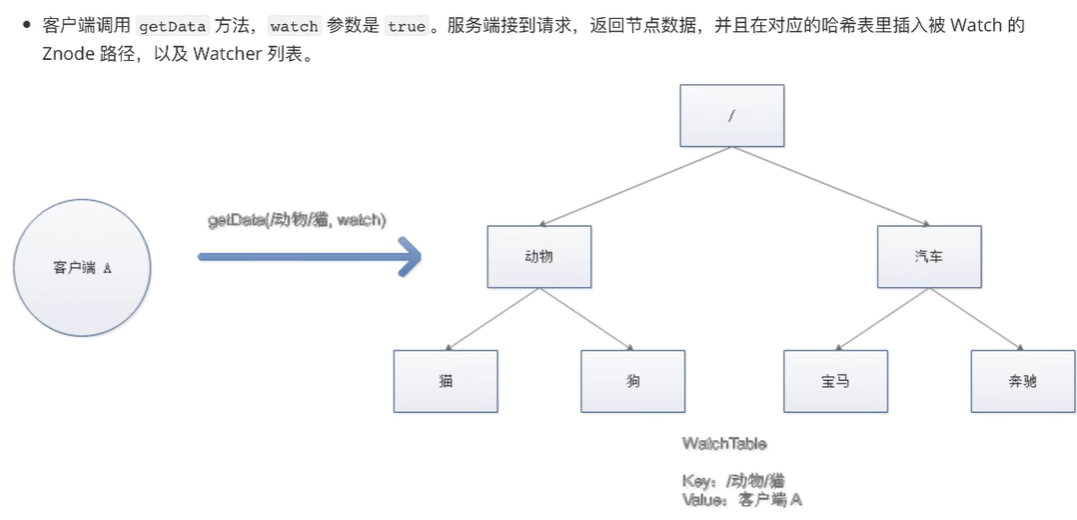 客户端调用 getData 方法，watch 参数是 true。服务端接到请求，返回节点数据，并且在对应的哈希表里插入被 Watch 的
Znode 路径，以及 Watcher 列表。
/
getData(/动物/猫, watch)
客户端 A
动物
汽车
猫
狗
宝马
奔驰
WatchTable
Key：/动物/猫
Value：客户端 A